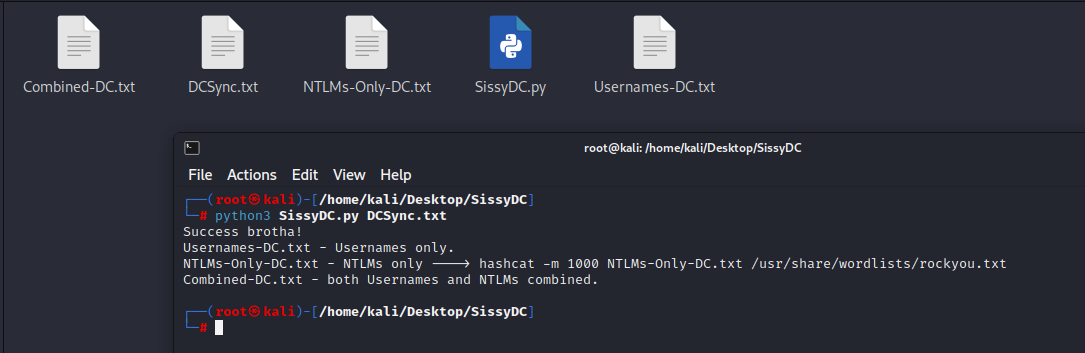 Combined-DC.txt DCSync.txt NTLMs-Only-DC.txt SissyDC.py Usernames-DC.txt
root@kali: /home/kali/Desktop/SissyDC
File Actions Edit View Help
┌──(root㉿kali)-[/home/kali/Desktop/SissyDC]
└─# python3 SissyDC.py DCSync.txt
Success brotha!
Usernames-DC.txt - Usernames only.
NTLMs-Only-DC.txt - NTLMs only ———> hashcat -m 1000 NTLMs-Only-DC.txt /usr/share/wordlists/rockyou.txt
Combined-DC.txt - both Usernames and NTLMs combined.
┌──(root㉿kali)-[/home/kali/Desktop/SissyDC]
└─#